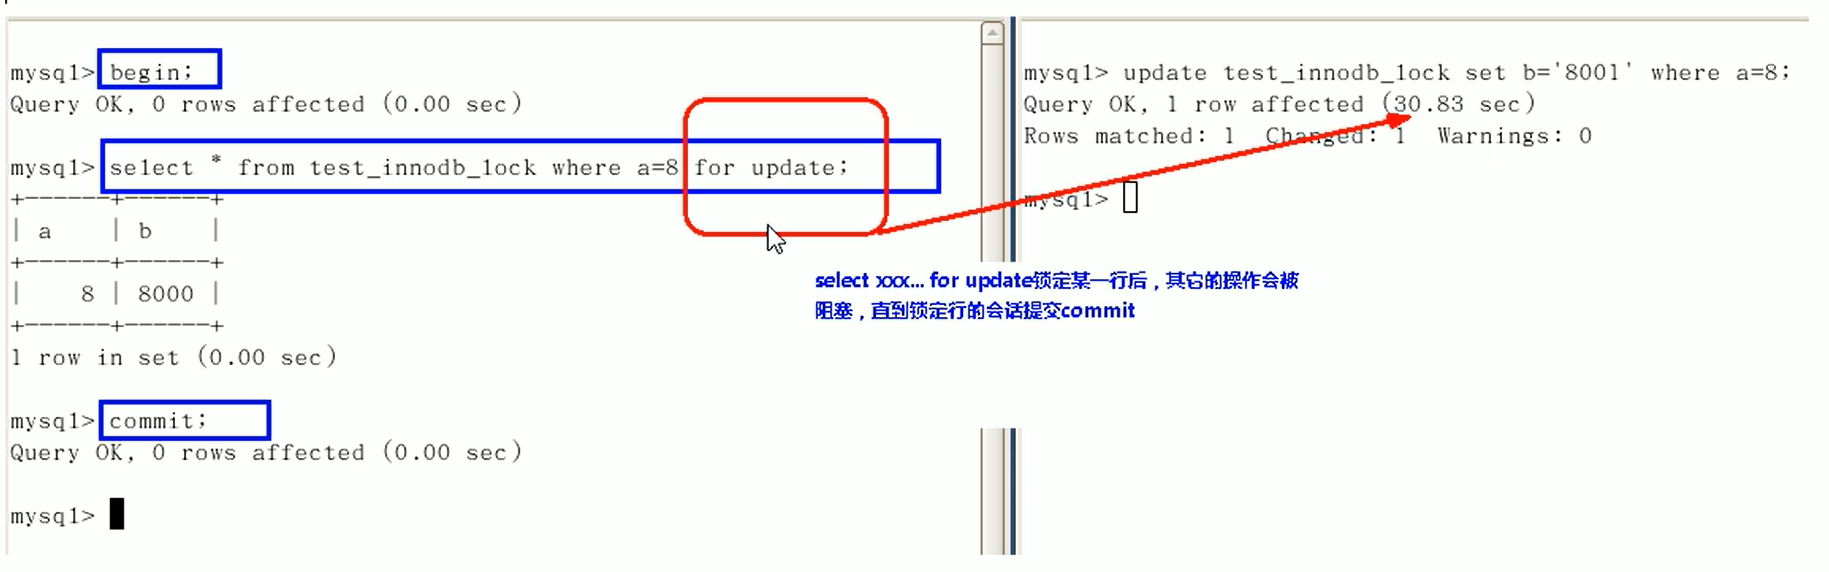 mysql> begin;
Query OK, 0 rows affected (0.00 sec)
mysql> select * from test_innodb_lock where a=8 for update;
+------+------+
| a    | b    |
+------+------+
|    8 | 8000 |
+------+------+
1 row in set (0.00 sec)
mysql> commit;
Query OK, 0 rows affected (0.00 sec)
mysql>
mysql> update test_innodb_lock set b='8001' where a=8;
Query OK, 1 row affected (30.83 sec)
Rows matched: 1  Changed: 1  Warnings: 0
mysql>
select xxx... for update锁定某一行后，其它的操作会被
阻塞，直到锁定行的会话提交commit